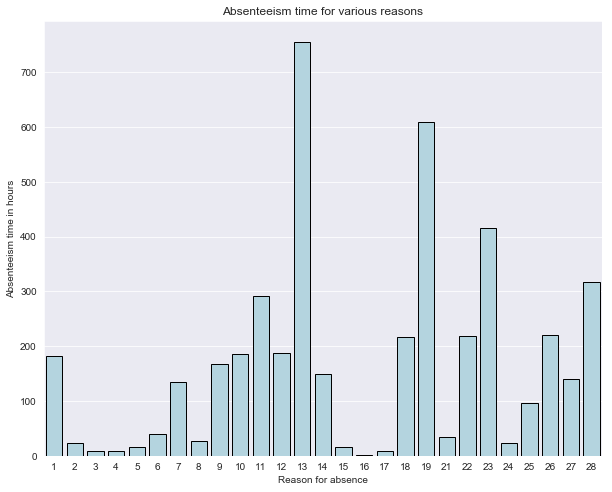 Absenteeism time for various reasons
Absenteeism time in hours
700
600
500
400
300
200
100
0
1 2 3 4 5 6 7 8 9 10 11 12 13 14 15 16 17 18 19 21 22 23 24 25 26 27 28
Reason for absence